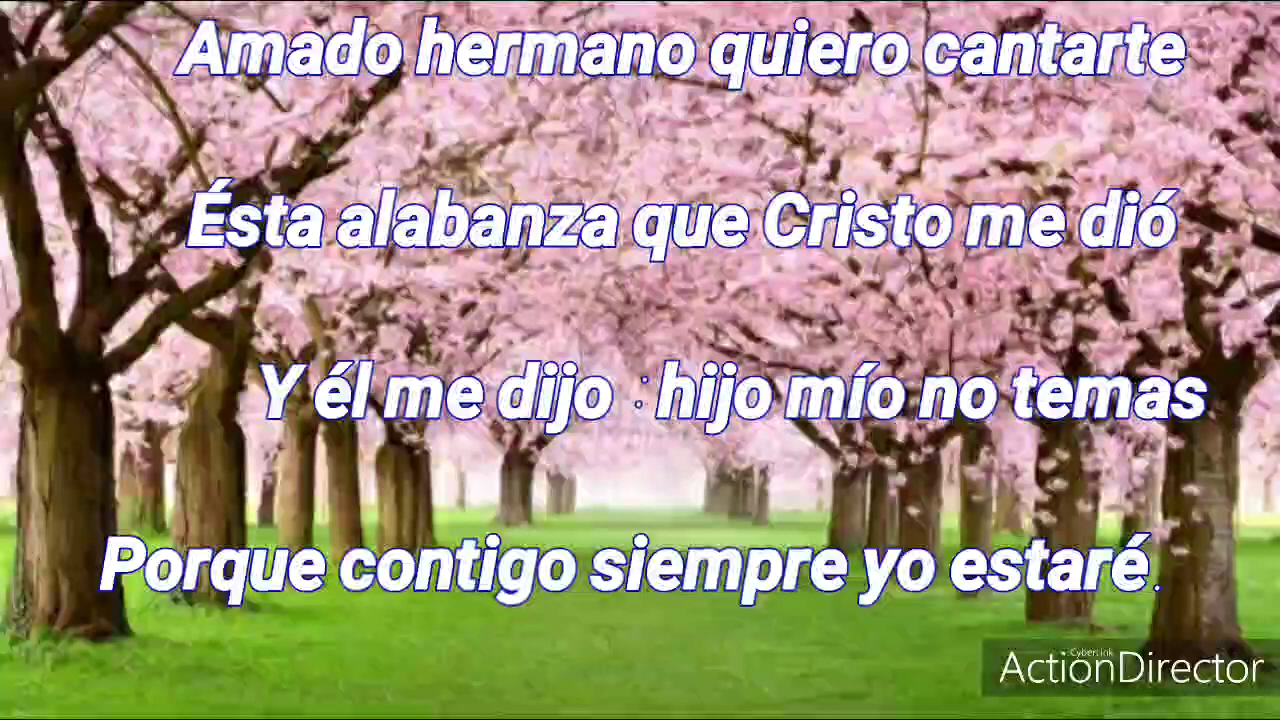 Amado hermano quiero cantarte
Ésta alabanza que Cristo me dió
Y él me dijo : hijo mío no temas
Porque contigo siempre yo estaré.
CyberLink
ActionDirector